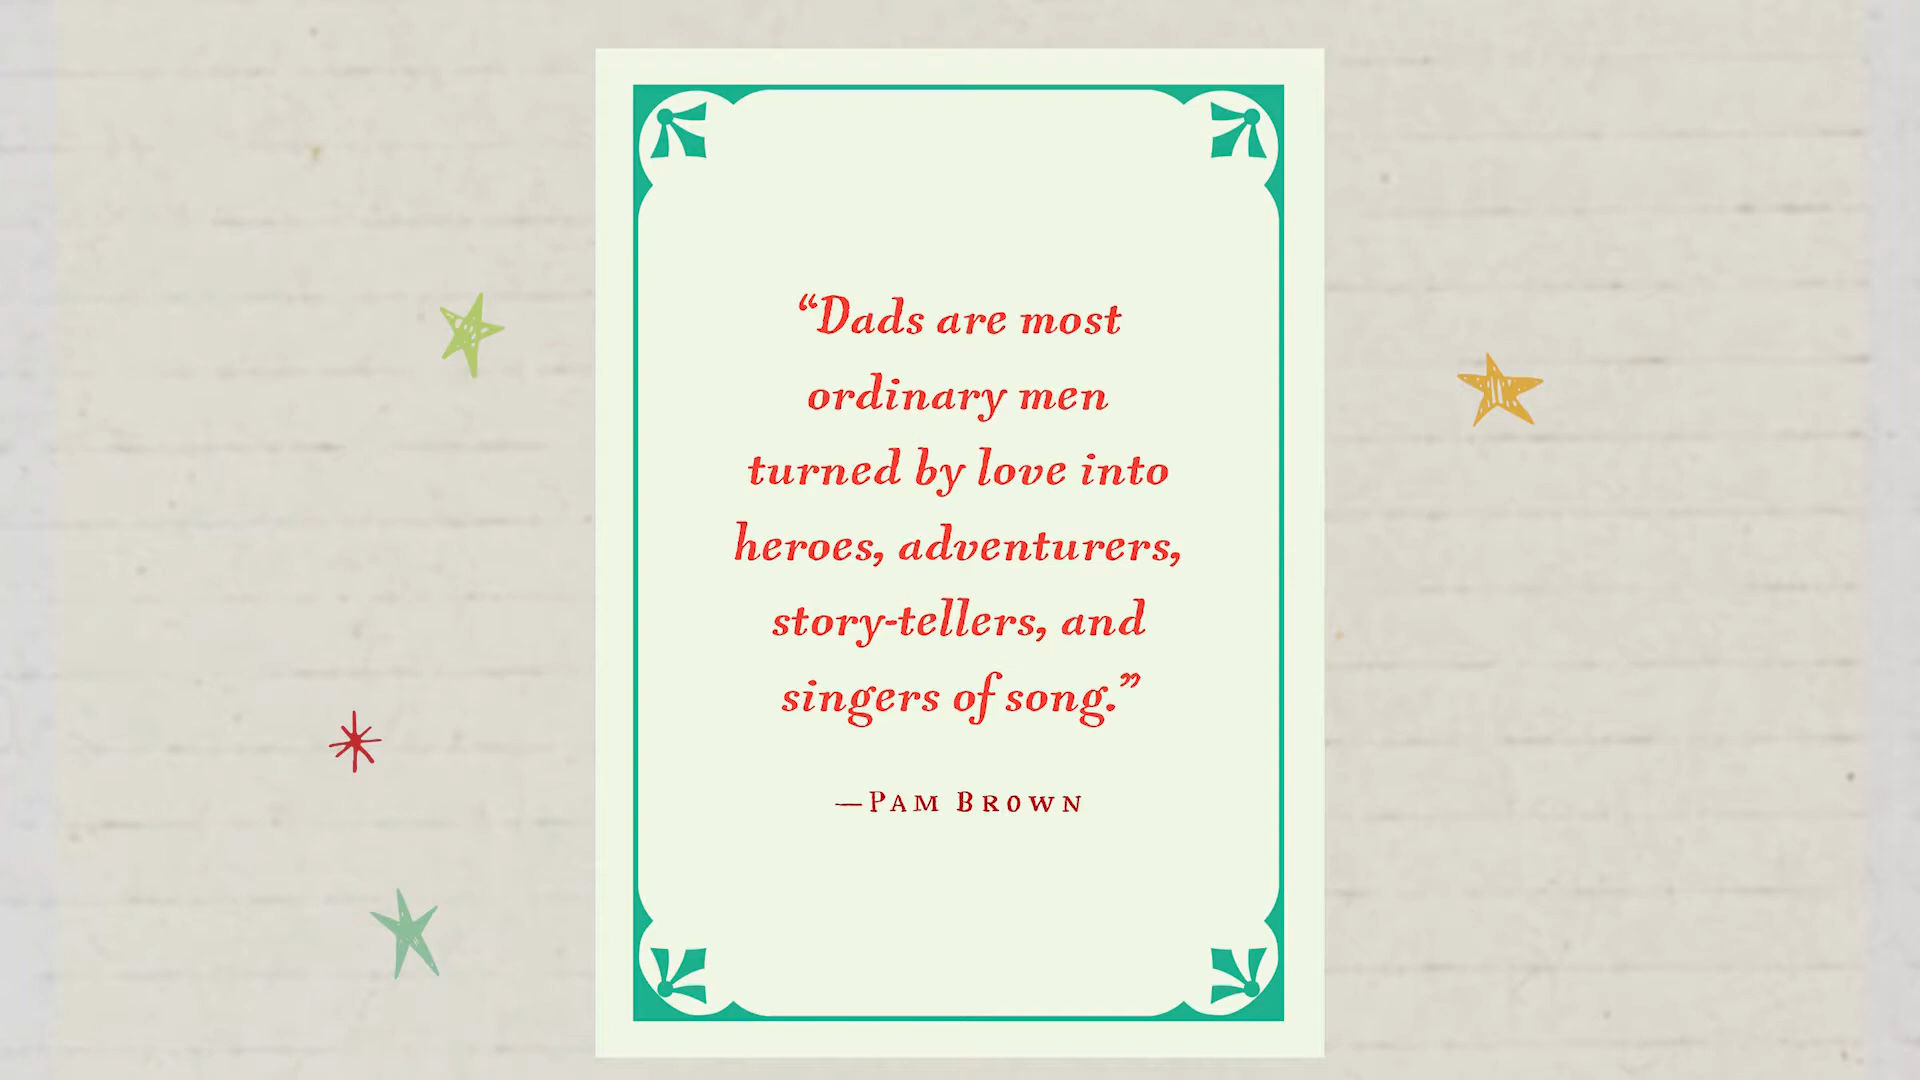 “Dads are most
ordinary men
turned by love into
heroes, adventurers,
story-tellers, and
singers of song.”
—PAM BROWN